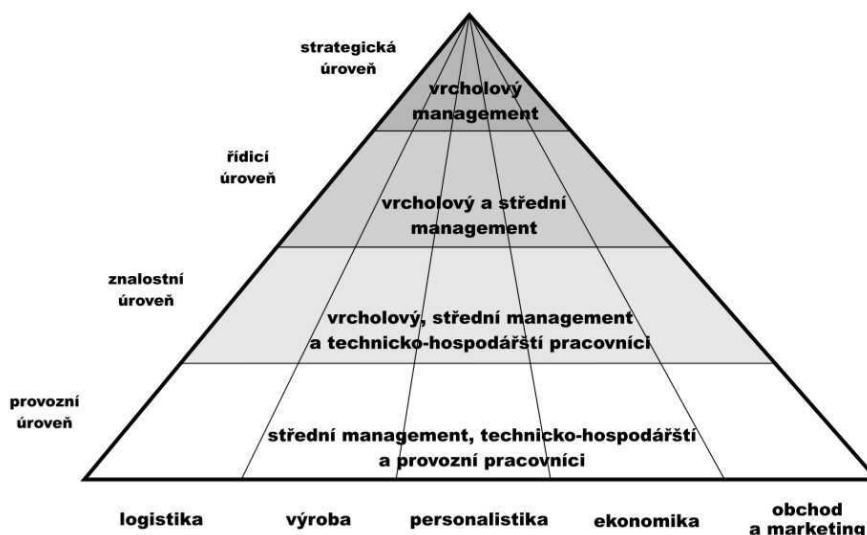 strategická
úroveň
vrcholový
management
řídicí
úroveň
vrcholový a střední
management
znalostní
úroveň
vrcholový, střední management
a technicko-hospodářští pracovníci
provozní
úroveň
střední management, technicko-hospodářští
a provozní pracovníci
logistika
výroba
personalistika
ekonomika
obchod
a marketing